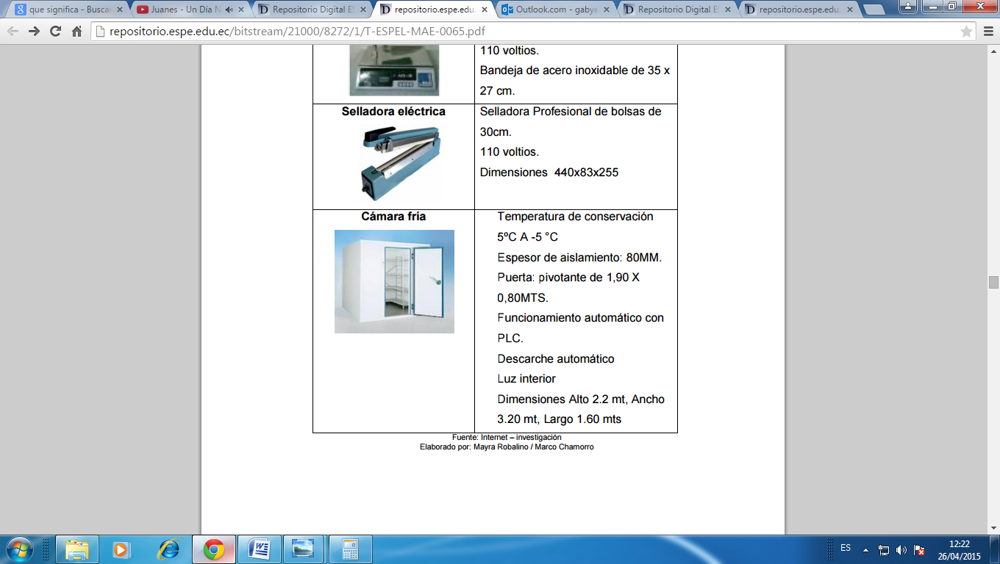 que significa - Busca
Juanes - Un Día N
Repositorio Digital ES
repositorio.espe.edu.
Outlook.com - gabye
Repositorio Digital ES
repositorio.espe.edu.
repositorio.espe.edu.ec/bitstream/21000/8272/1/T-ESPEL-MAE-0065.pdf
110 voltios.
Bandeja de acero inoxidable de 35 x
27 cm.
Selladora eléctrica
Selladora Profesional de bolsas de
30cm.
110 voltios.
Dimensiones 440x83x255
Cámara fría
Temperatura de conservación
5ºC A -5 °C
Espesor de aislamiento: 80MM.
Puerta: pivotante de 1,90 X
0,80MTS.
Funcionamiento automático con
PLC.
Descarche automático
Luz interior
Dimensiones Alto 2.2 mt, Ancho
3.20 mt, Largo 1.60 mts
Fuente: Internet – investigación
Elaborado por: Mayra Robalino / Marco Chamorro
ES
12:22
26/04/2015